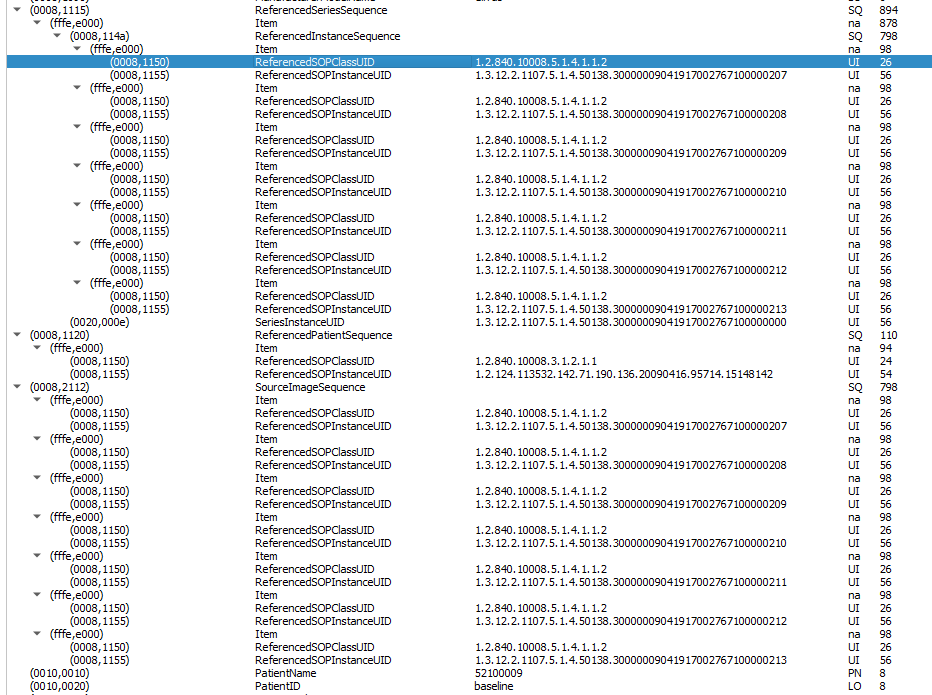 (0008,1115) ReferencedSeriesSequence SQ 894
(fffe,e000) Item na 878
(0008,114a) ReferencedInstanceSequence SQ 798
(fffe,e000) Item na 98
(0008,1150) ReferencedSOPClassUID 1.2.840.10008.5.1.4.1.1.2 UI 26
(0008,1155) ReferencedSOPInstanceUID 1.3.12.2.1107.5.1.4.50138.30000009041917002767100000207 UI 56
(fffe,e000) Item na 98
(0008,1150) ReferencedSOPClassUID 1.2.840.10008.5.1.4.1.1.2 UI 26
(0008,1155) ReferencedSOPInstanceUID 1.3.12.2.1107.5.1.4.50138.30000009041917002767100000208 UI 56
(fffe,e000) Item na 98
(0008,1150) ReferencedSOPClassUID 1.2.840.10008.5.1.4.1.1.2 UI 26
(0008,1155) ReferencedSOPInstanceUID 1.3.12.2.1107.5.1.4.50138.30000009041917002767100000209 UI 56
(fffe,e000) Item na 98
(0008,1150) ReferencedSOPClassUID 1.2.840.10008.5.1.4.1.1.2 UI 26
(0008,1155) ReferencedSOPInstanceUID 1.3.12.2.1107.5.1.4.50138.30000009041917002767100000210 UI 56
(fffe,e000) Item na 98
(0008,1150) ReferencedSOPClassUID 1.2.840.10008.5.1.4.1.1.2 UI 26
(0008,1155) ReferencedSOPInstanceUID 1.3.12.2.1107.5.1.4.50138.30000009041917002767100000211 UI 56
(fffe,e000) Item na 98
(0008,1150) ReferencedSOPClassUID 1.2.840.10008.5.1.4.1.1.2 UI 26
(0008,1155) ReferencedSOPInstanceUID 1.3.12.2.1107.5.1.4.50138.30000009041917002767100000212 UI 56
(fffe,e000) Item na 98
(0008,1150) ReferencedSOPClassUID 1.2.840.10008.5.1.4.1.1.2 UI 26
(0008,1155) ReferencedSOPInstanceUID 1.3.12.2.1107.5.1.4.50138.30000009041917002767100000213 UI 56
(0020,000e) SeriesInstanceUID 1.3.12.2.1107.5.1.4.50138.30000009041917002767100000000 UI 56
(0008,1120) ReferencedPatientSequence SQ 110
(fffe,e000) Item na 94
(0008,1150) ReferencedSOPClassUID 1.2.840.10008.3.1.2.1.1 UI 24
(0008,1155) ReferencedSOPInstanceUID 1.2.124.113532.142.71.190.136.20090416.95714.15148142 UI 54
(0008,2112) SourceImageSequence SQ 798
(fffe,e000) Item na 98
(0008,1150) ReferencedSOPClassUID 1.2.840.10008.5.1.4.1.1.2 UI 26
(0008,1155) ReferencedSOPInstanceUID 1.3.12.2.1107.5.1.4.50138.30000009041917002767100000207 UI 56
(fffe,e000) Item na 98
(0008,1150) ReferencedSOPClassUID 1.2.840.10008.5.1.4.1.1.2 UI 26
(0008,1155) ReferencedSOPInstanceUID 1.3.12.2.1107.5.1.4.50138.30000009041917002767100000208 UI 56
(fffe,e000) Item na 98
(0008,1150) ReferencedSOPClassUID 1.2.840.10008.5.1.4.1.1.2 UI 26
(0008,1155) ReferencedSOPInstanceUID 1.3.12.2.1107.5.1.4.50138.30000009041917002767100000209 UI 56
(fffe,e000) Item na 98
(0008,1150) ReferencedSOPClassUID 1.2.840.10008.5.1.4.1.1.2 UI 26
(0008,1155) ReferencedSOPInstanceUID 1.3.12.2.1107.5.1.4.50138.30000009041917002767100000210 UI 56
(fffe,e000) Item na 98
(0008,1150) ReferencedSOPClassUID 1.2.840.10008.5.1.4.1.1.2 UI 26
(0008,1155) ReferencedSOPInstanceUID 1.3.12.2.1107.5.1.4.50138.30000009041917002767100000211 UI 56
(fffe,e000) Item na 98
(0008,1150) ReferencedSOPClassUID 1.2.840.10008.5.1.4.1.1.2 UI 26
(0008,1155) ReferencedSOPInstanceUID 1.3.12.2.1107.5.1.4.50138.30000009041917002767100000212 UI 56
(fffe,e000) Item na 98
(0008,1150) ReferencedSOPClassUID 1.2.840.10008.5.1.4.1.1.2 UI 26
(0008,1155) ReferencedSOPInstanceUID 1.3.12.2.1107.5.1.4.50138.30000009041917002767100000213 UI 56
(0010,0010) PatientName 52100009 PN 8
(0010,0020) PatientID baseline LO 8